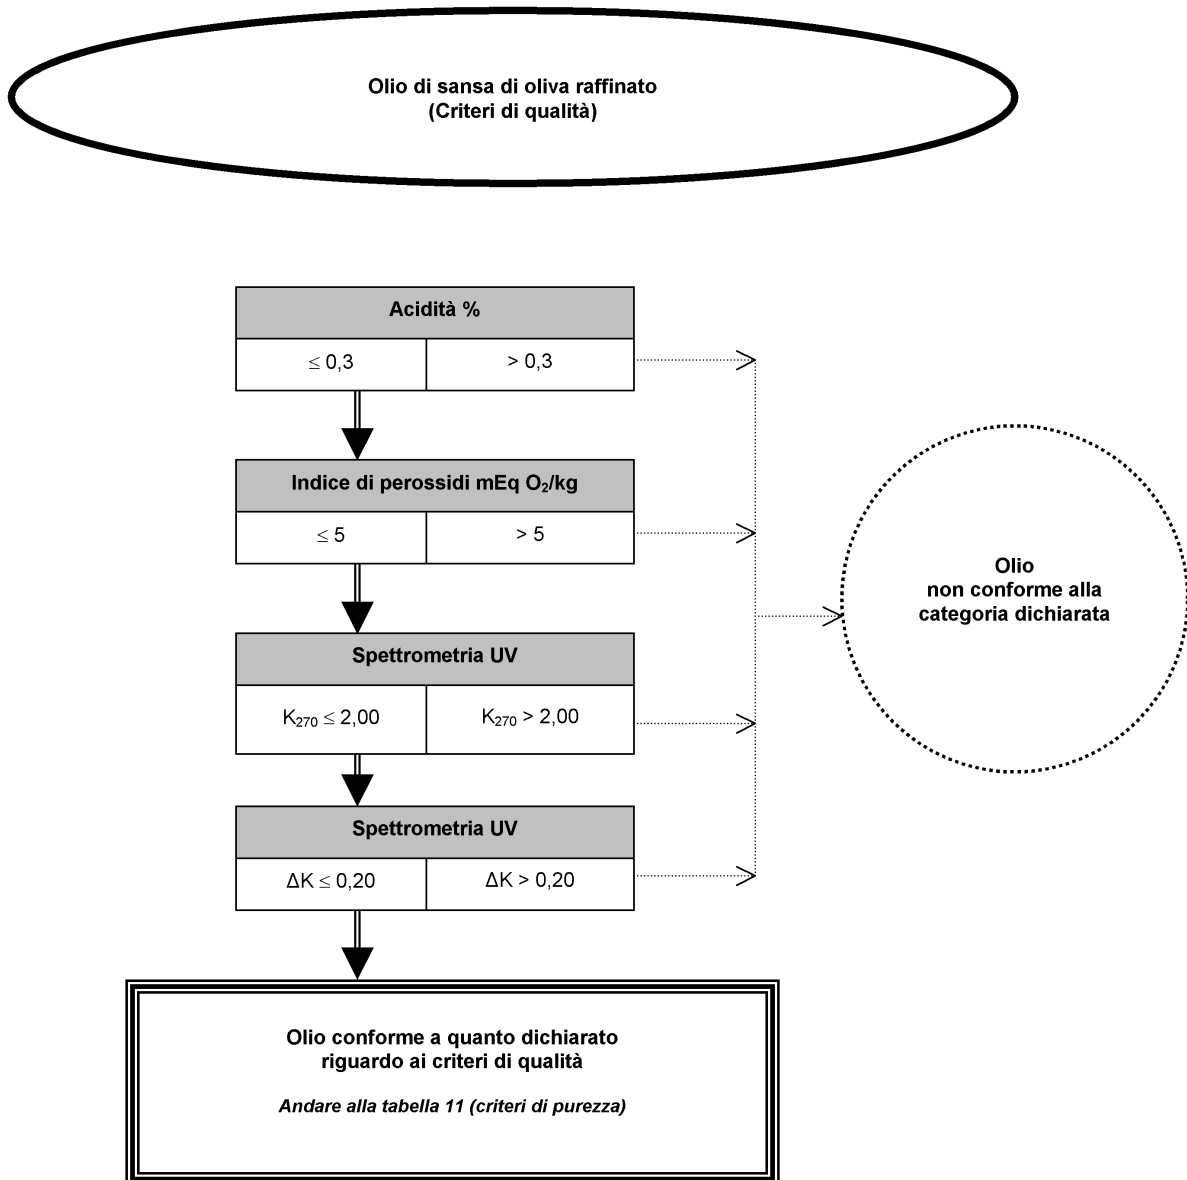 Olio di sansa di oliva raffinato
(Criteri di qualità)
Acidità %
≤ 0,3 > 0,3
Indice di perossidi mEq O₂/kg
≤ 5 > 5
Spettrometria UV
K₂₇₀ ≤ 2,00 K₂₇₀ > 2,00
Spettrometria UV
ΔK ≤ 0,20 ΔK > 0,20
Olio
non conforme alla
categoria dichiarata
Olio conforme a quanto dichiarato
riguardo ai criteri di qualità
Andare alla tabella 11 (criteri di purezza)